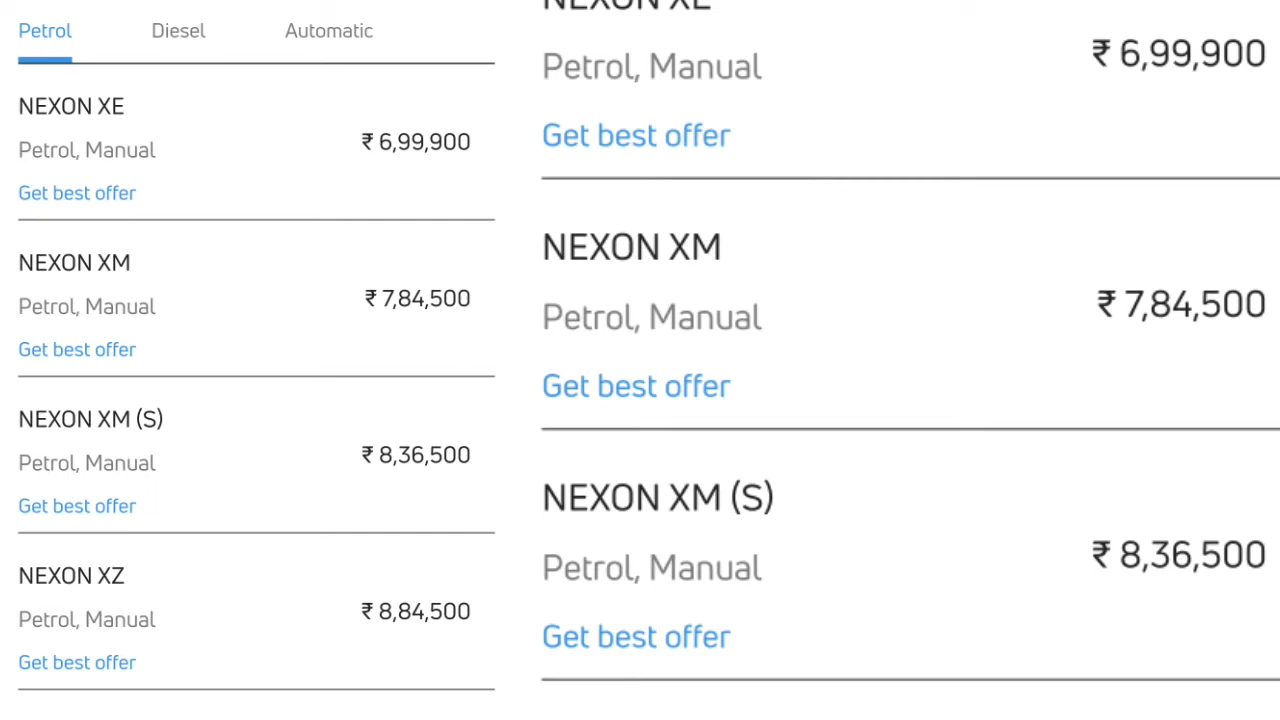 Petrol Diesel Automatic
NEXON XE
Petrol, Manual
₹ 6,99,900
Get best offer
NEXON XM
Petrol, Manual
₹ 7,84,500
Get best offer
NEXON XM (S)
Petrol, Manual
₹ 8,36,500
Get best offer
NEXON XZ
Petrol, Manual
₹ 8,84,500
Get best offer
NEXON XE
Petrol, Manual
₹ 6,99,900
Get best offer
NEXON XM
Petrol, Manual
₹ 7,84,500
Get best offer
NEXON XM (S)
Petrol, Manual
₹ 8,36,500
Get best offer